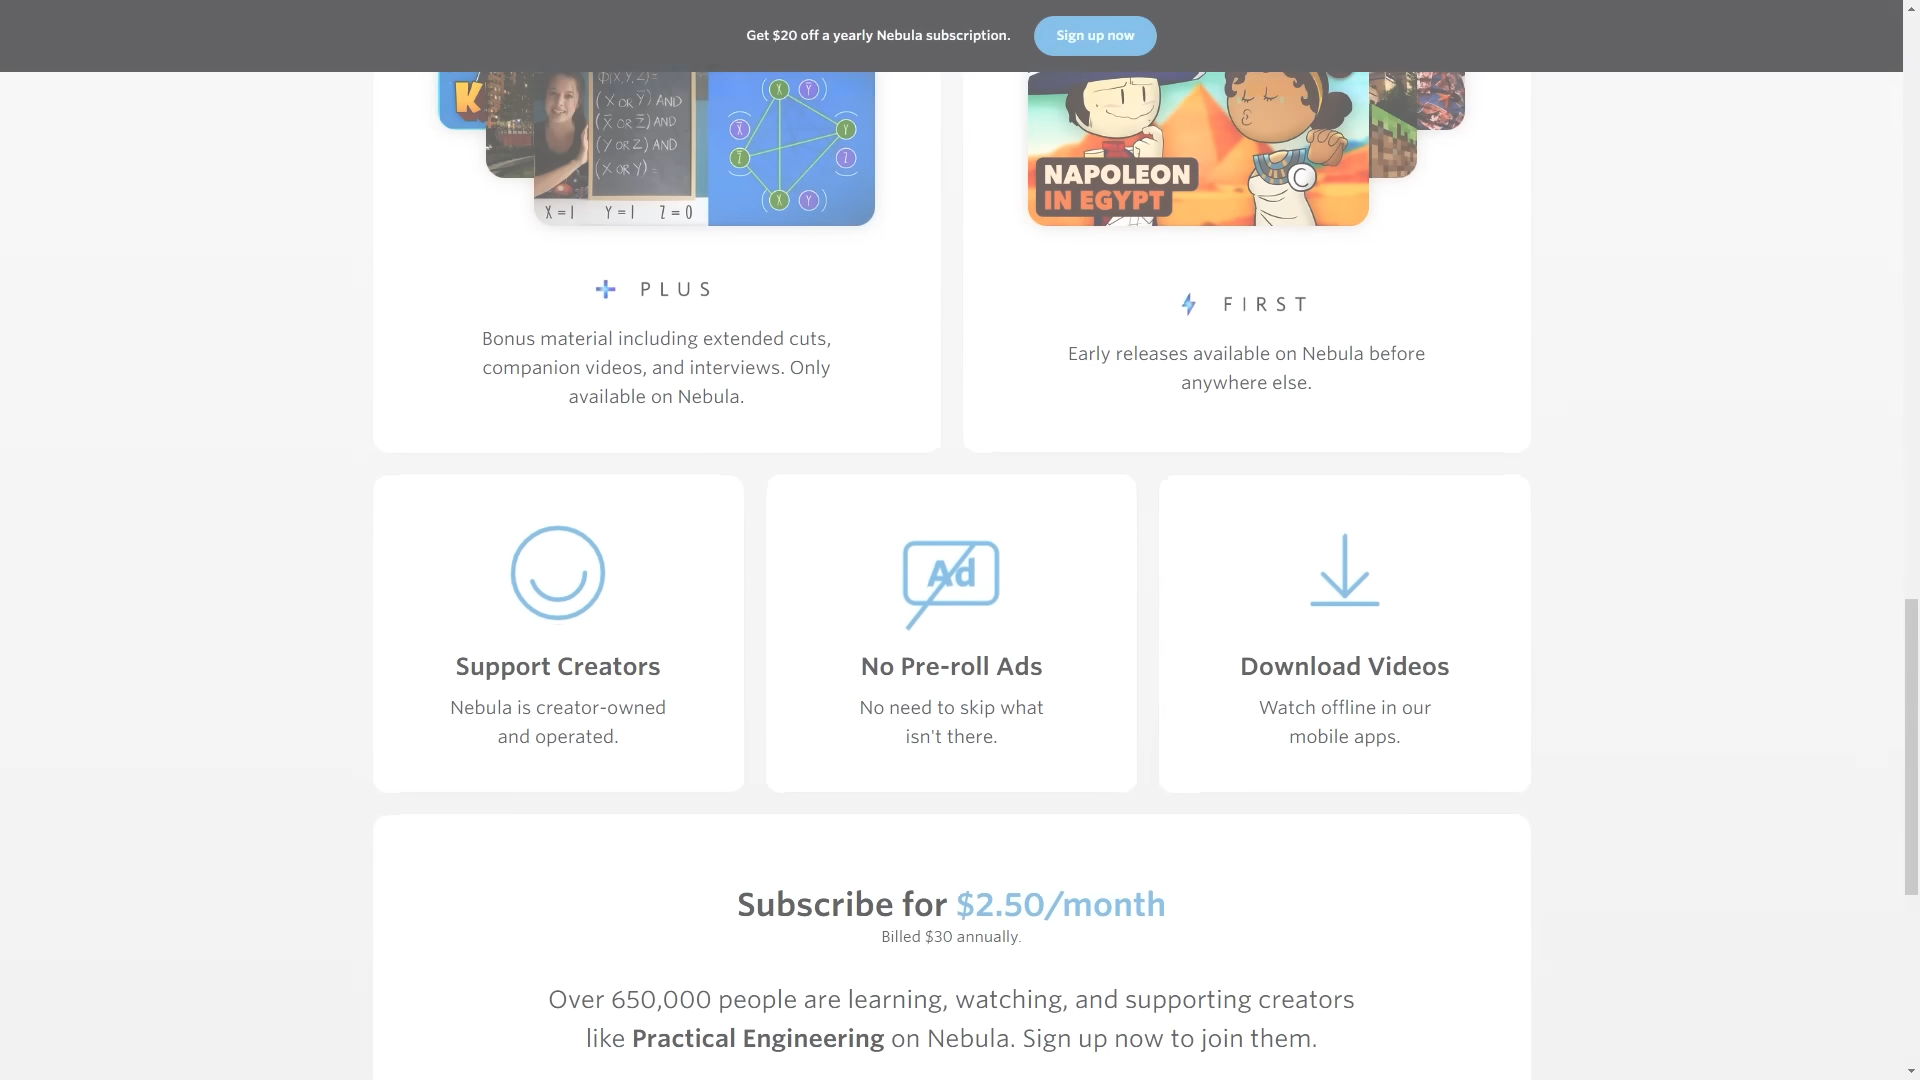 Get $20 off a yearly Nebula subscription.
Sign up now
K
Φ(X,Y,Z)=
(X OR Ȳ) AND
(X̄ OR Z̄) AND
(Y OR Z) AND
(X OR Y) =
X = 1 Y = 1 Z = 0
X Ȳ
X̄ Y
Z̄ Z
NAPOLEON
IN EGYPT
PLUS
Bonus material including extended cuts,
companion videos, and interviews. Only
available on Nebula.
FIRST
Early releases available on Nebula before
anywhere else.
Support Creators
Nebula is creator-owned
and operated.
Ad
No Pre-roll Ads
No need to skip what
isn't there.
Download Videos
Watch offline in our
mobile apps.
Subscribe for $2.50/month
Billed $30 annually.
Over 650,000 people are learning, watching, and supporting creators
like Practical Engineering on Nebula. Sign up now to join them.